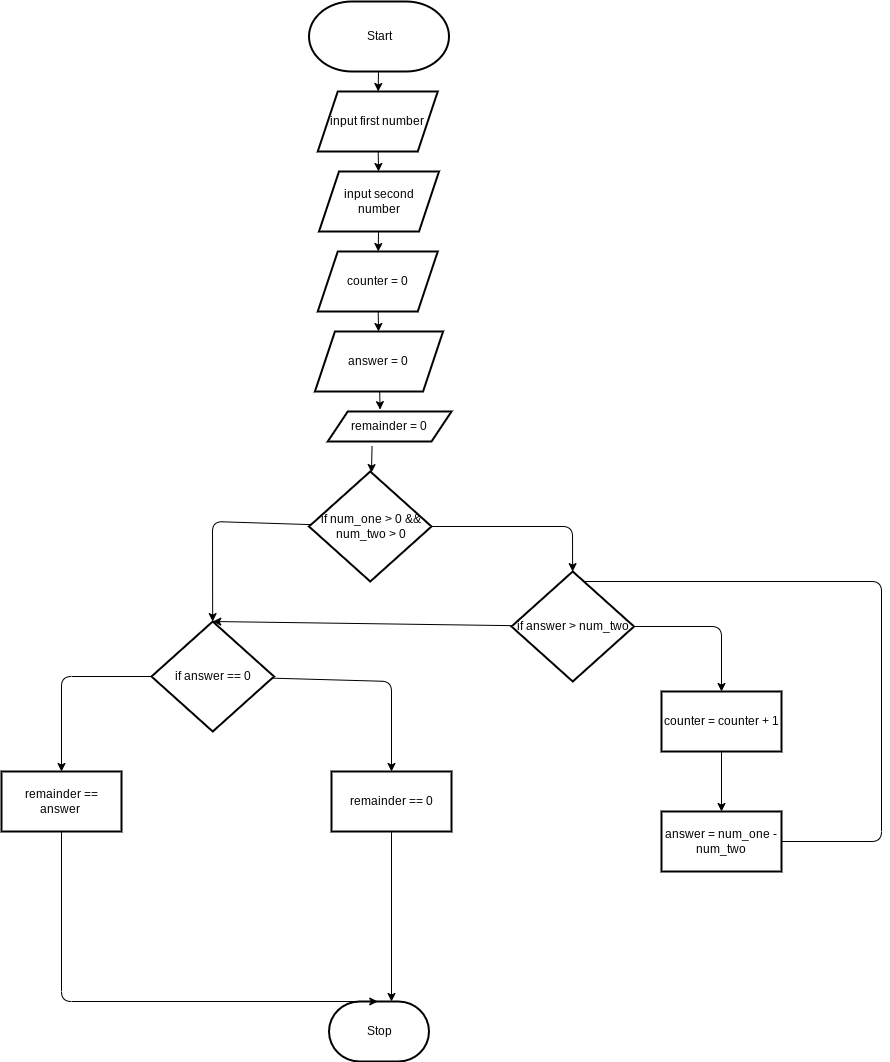 Start
input first number
input second
number
counter = 0
answer = 0
remainder = 0
if num_one > 0 &&
num_two > 0
if answer > num_two
if answer == 0
counter = counter + 1
remainder ==
answer
remainder == 0
answer = num_one -
num_two
Stop